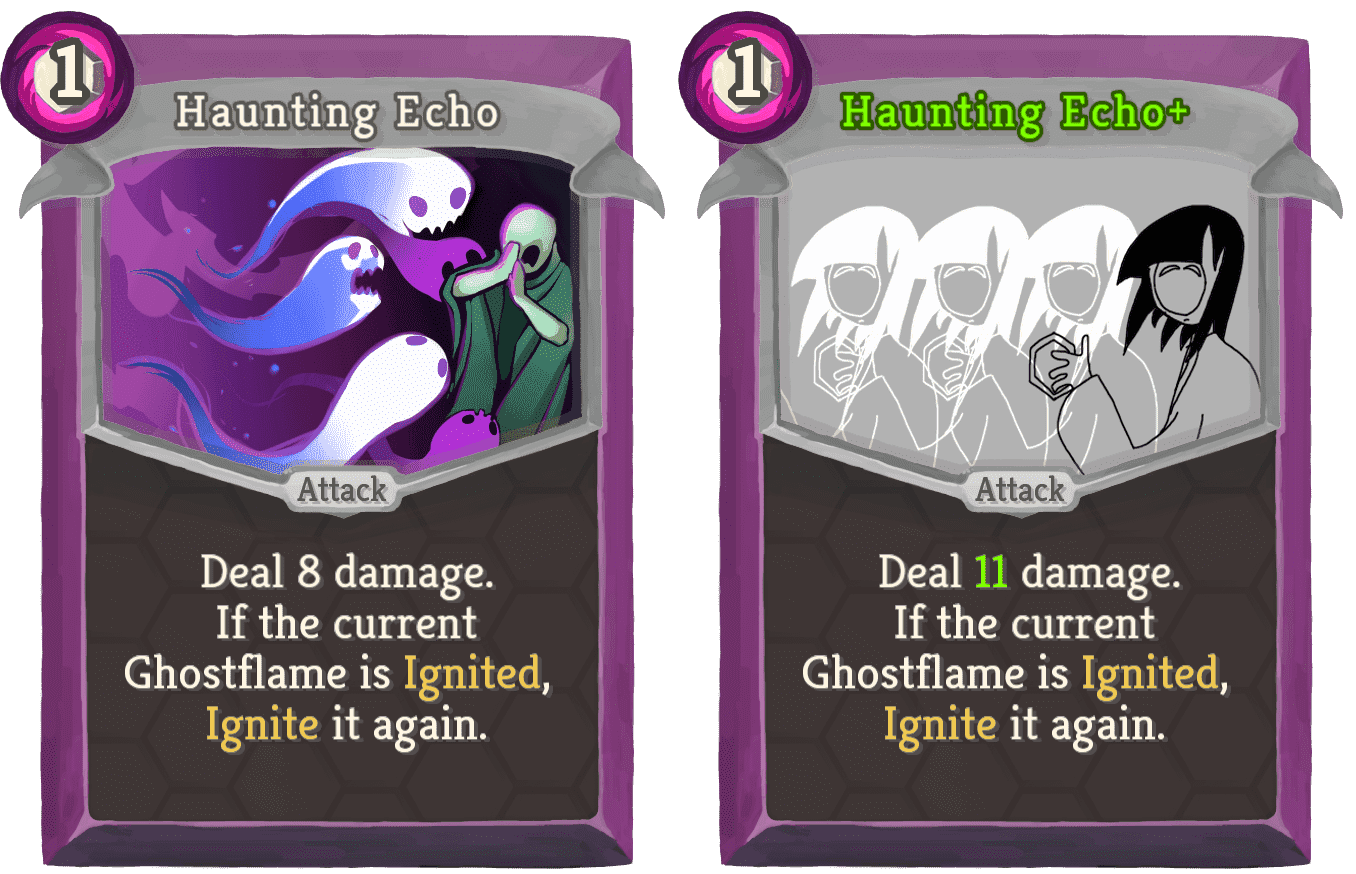 1
Haunting Echo
Attack
Deal 8 damage.
If the current
Ghostflame is Ignited,
Ignite it again.
1
Haunting Echo+
Attack
Deal 11 damage.
If the current
Ghostflame is Ignited,
Ignite it again.